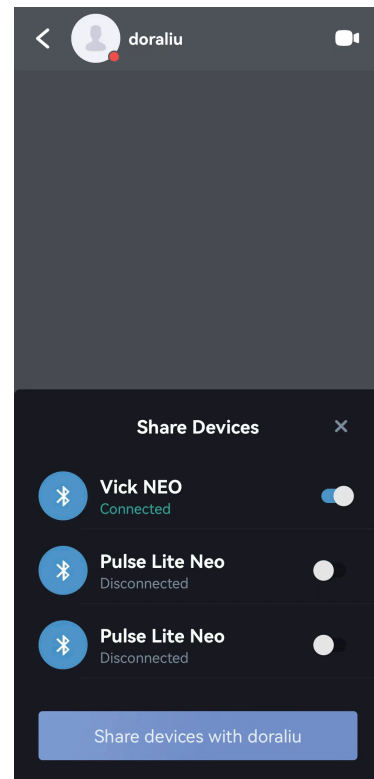 doraliu
Share Devices
Vick NEO
Connected
Pulse Lite Neo
Disconnected
Pulse Lite Neo
Disconnected
Share devices with doraliu